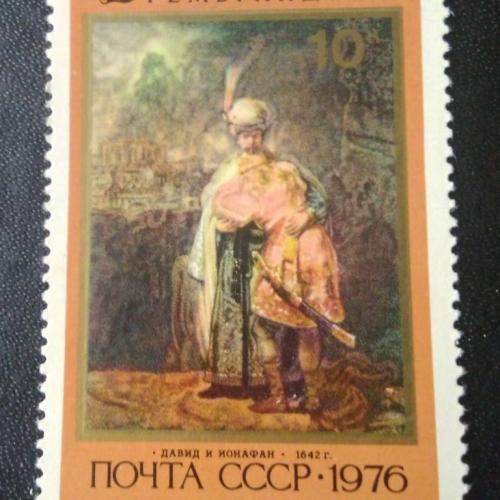 10к
· ДАВИД И ИОНАФАН · 1642 г.
ПОЧТА СССР · 1976